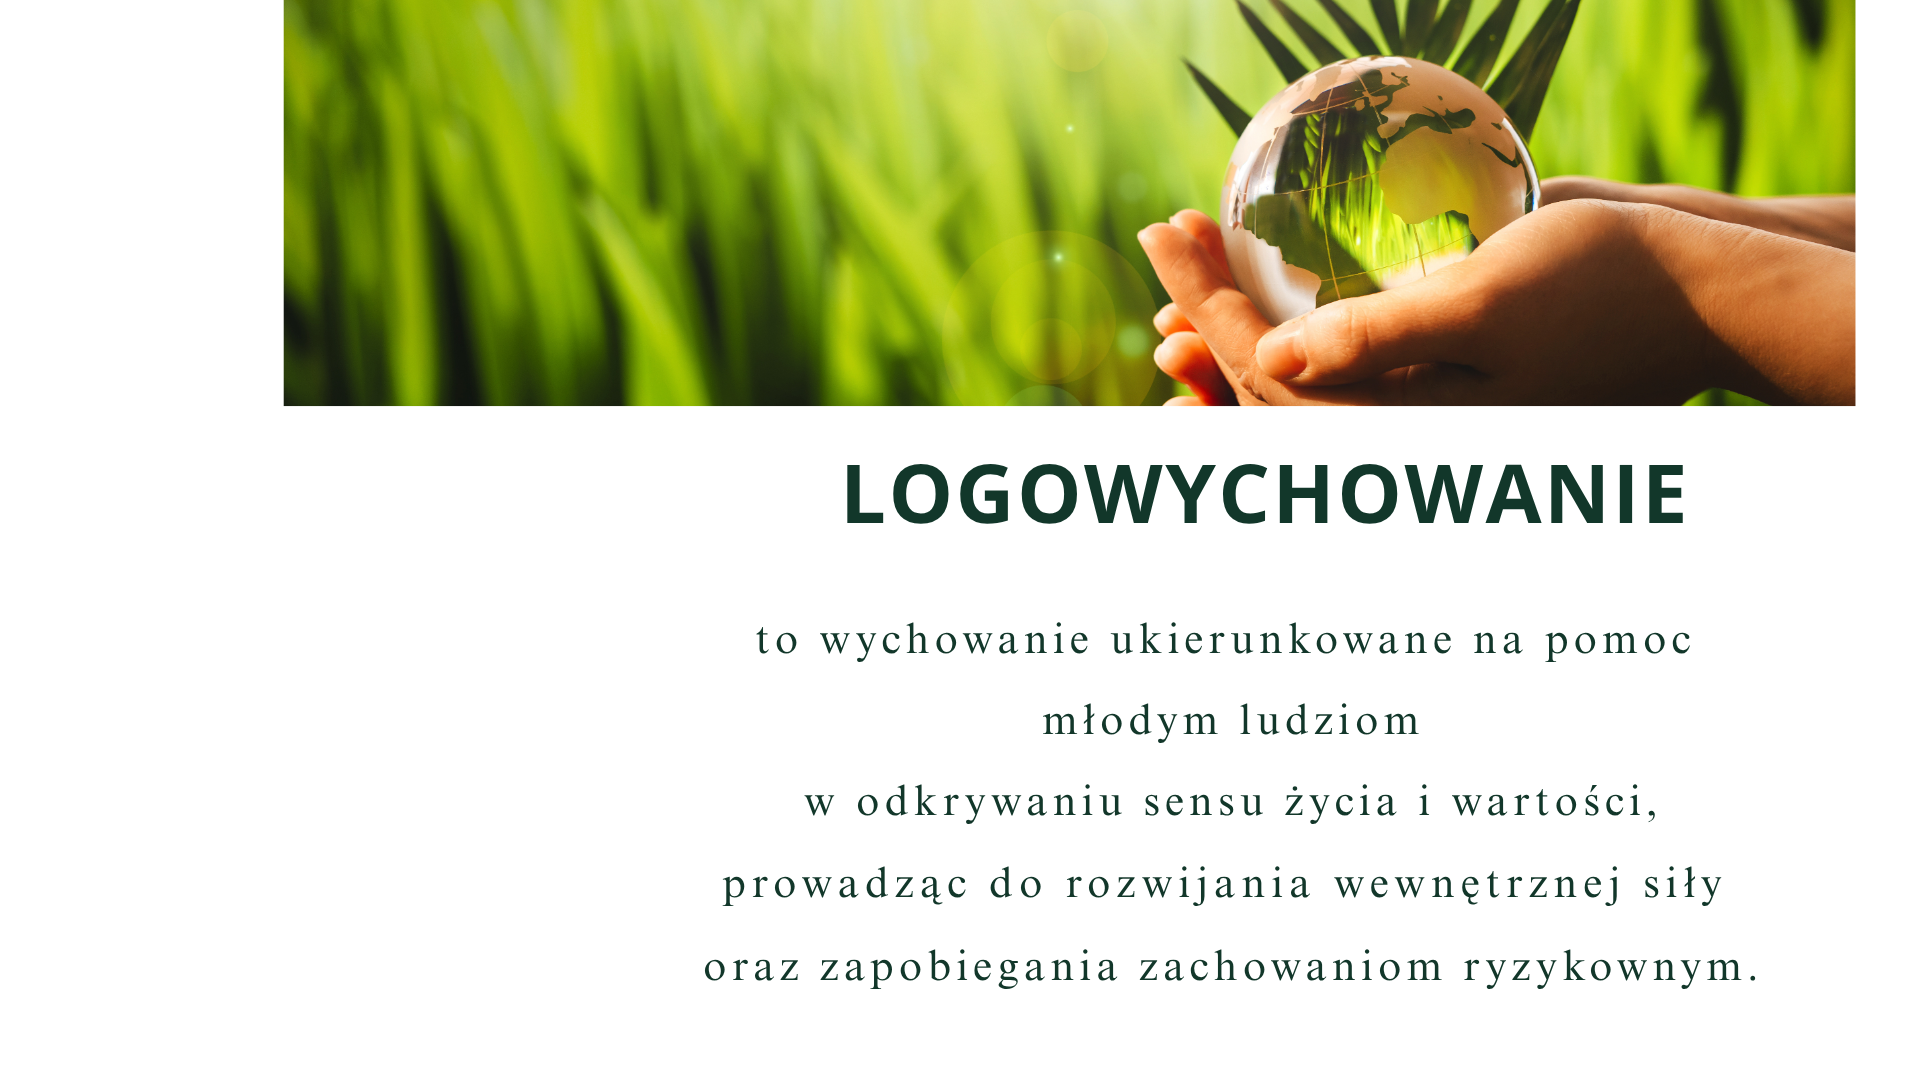 LOGOWYCHOWANIE
to wychowanie ukierunkowane na pomoc
młodym ludziom
w odkrywaniu sensu życia i wartości,
prowadząc do rozwijania wewnętrznej siły
oraz zapobiegania zachowaniom ryzykownym.